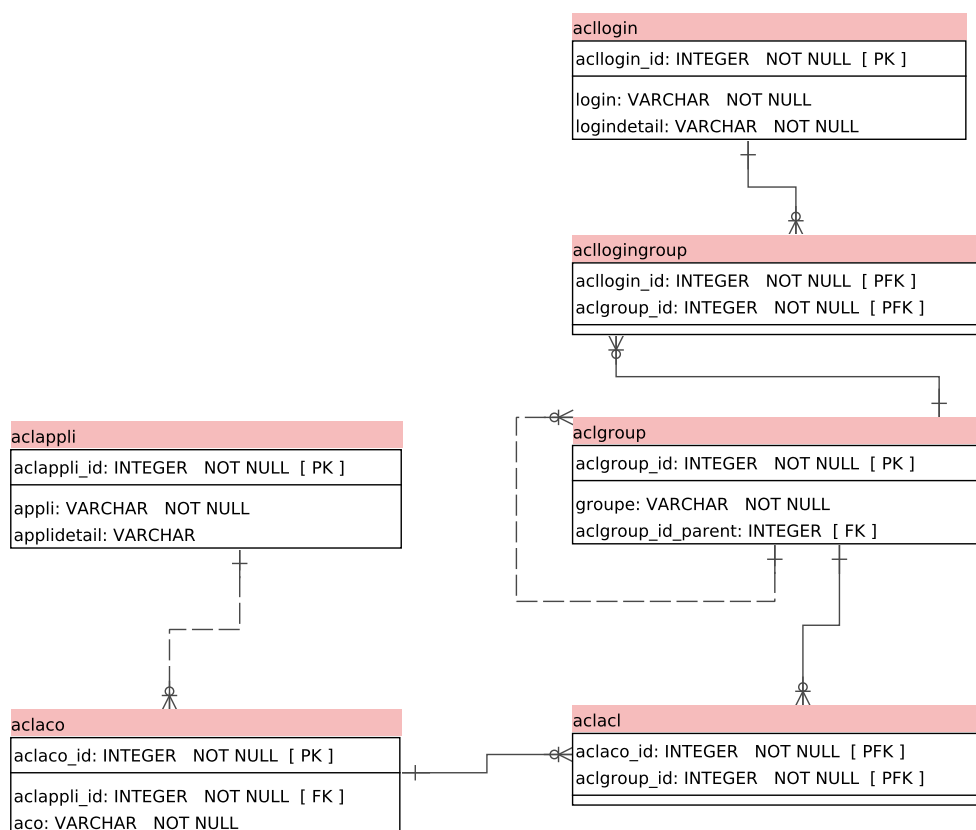 acllogin
acllogin_id: INTEGER   NOT NULL  [ PK ]
login: VARCHAR   NOT NULL
logindetail: VARCHAR   NOT NULL
acllogingroup
acllogin_id: INTEGER   NOT NULL  [ PFK ]
aclgroup_id: INTEGER   NOT NULL  [ PFK ]
aclgroup
aclgroup_id: INTEGER   NOT NULL  [ PK ]
groupe: VARCHAR   NOT NULL
aclgroup_id_parent: INTEGER  [ FK ]
aclappli
aclappli_id: INTEGER   NOT NULL  [ PK ]
appli: VARCHAR   NOT NULL
applidetail: VARCHAR
aclaco
aclaco_id: INTEGER   NOT NULL  [ PK ]
aclappli_id: INTEGER   NOT NULL  [ FK ]
aco: VARCHAR   NOT NULL
aclacl
aclaco_id: INTEGER   NOT NULL  [ PFK ]
aclgroup_id: INTEGER   NOT NULL  [ PFK ]